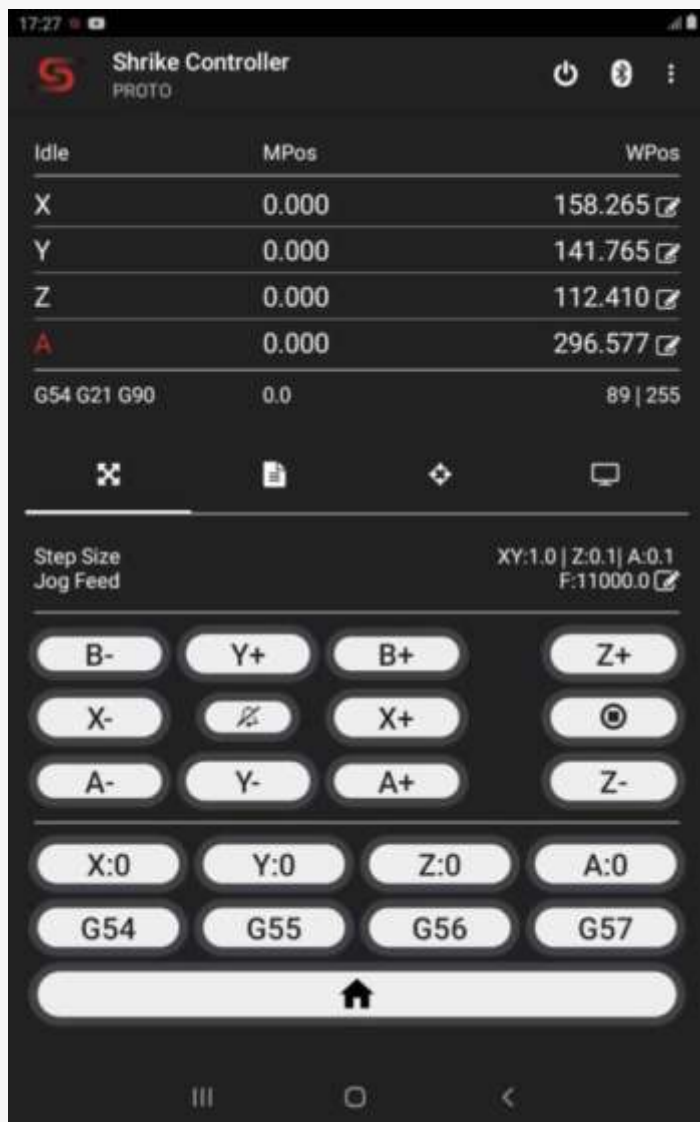 17:27
Shrike Controller
PROTO
Idle MPos WPos
X 0.000 158.265
Y 0.000 141.765
Z 0.000 112.410
A 0.000 296.577
G54 G21 G90 0.0 89 | 255
Step Size XY:1.0 | Z:0.1| A:0.1
Jog Feed F:11000.0
B- Y+ B+ Z+
X- X+
A- Y- A+ Z-
X:0 Y:0 Z:0 A:0
G54 G55 G56 G57